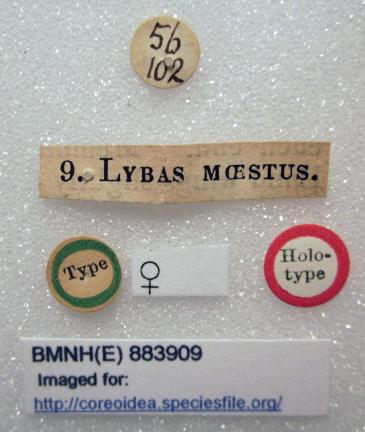 56
102
9. LYBAS MŒSTUS.
Type
♀
Holo-
type
BMNH(E) 883909
Imaged for:
http://coreoidea.speciesfile.org/